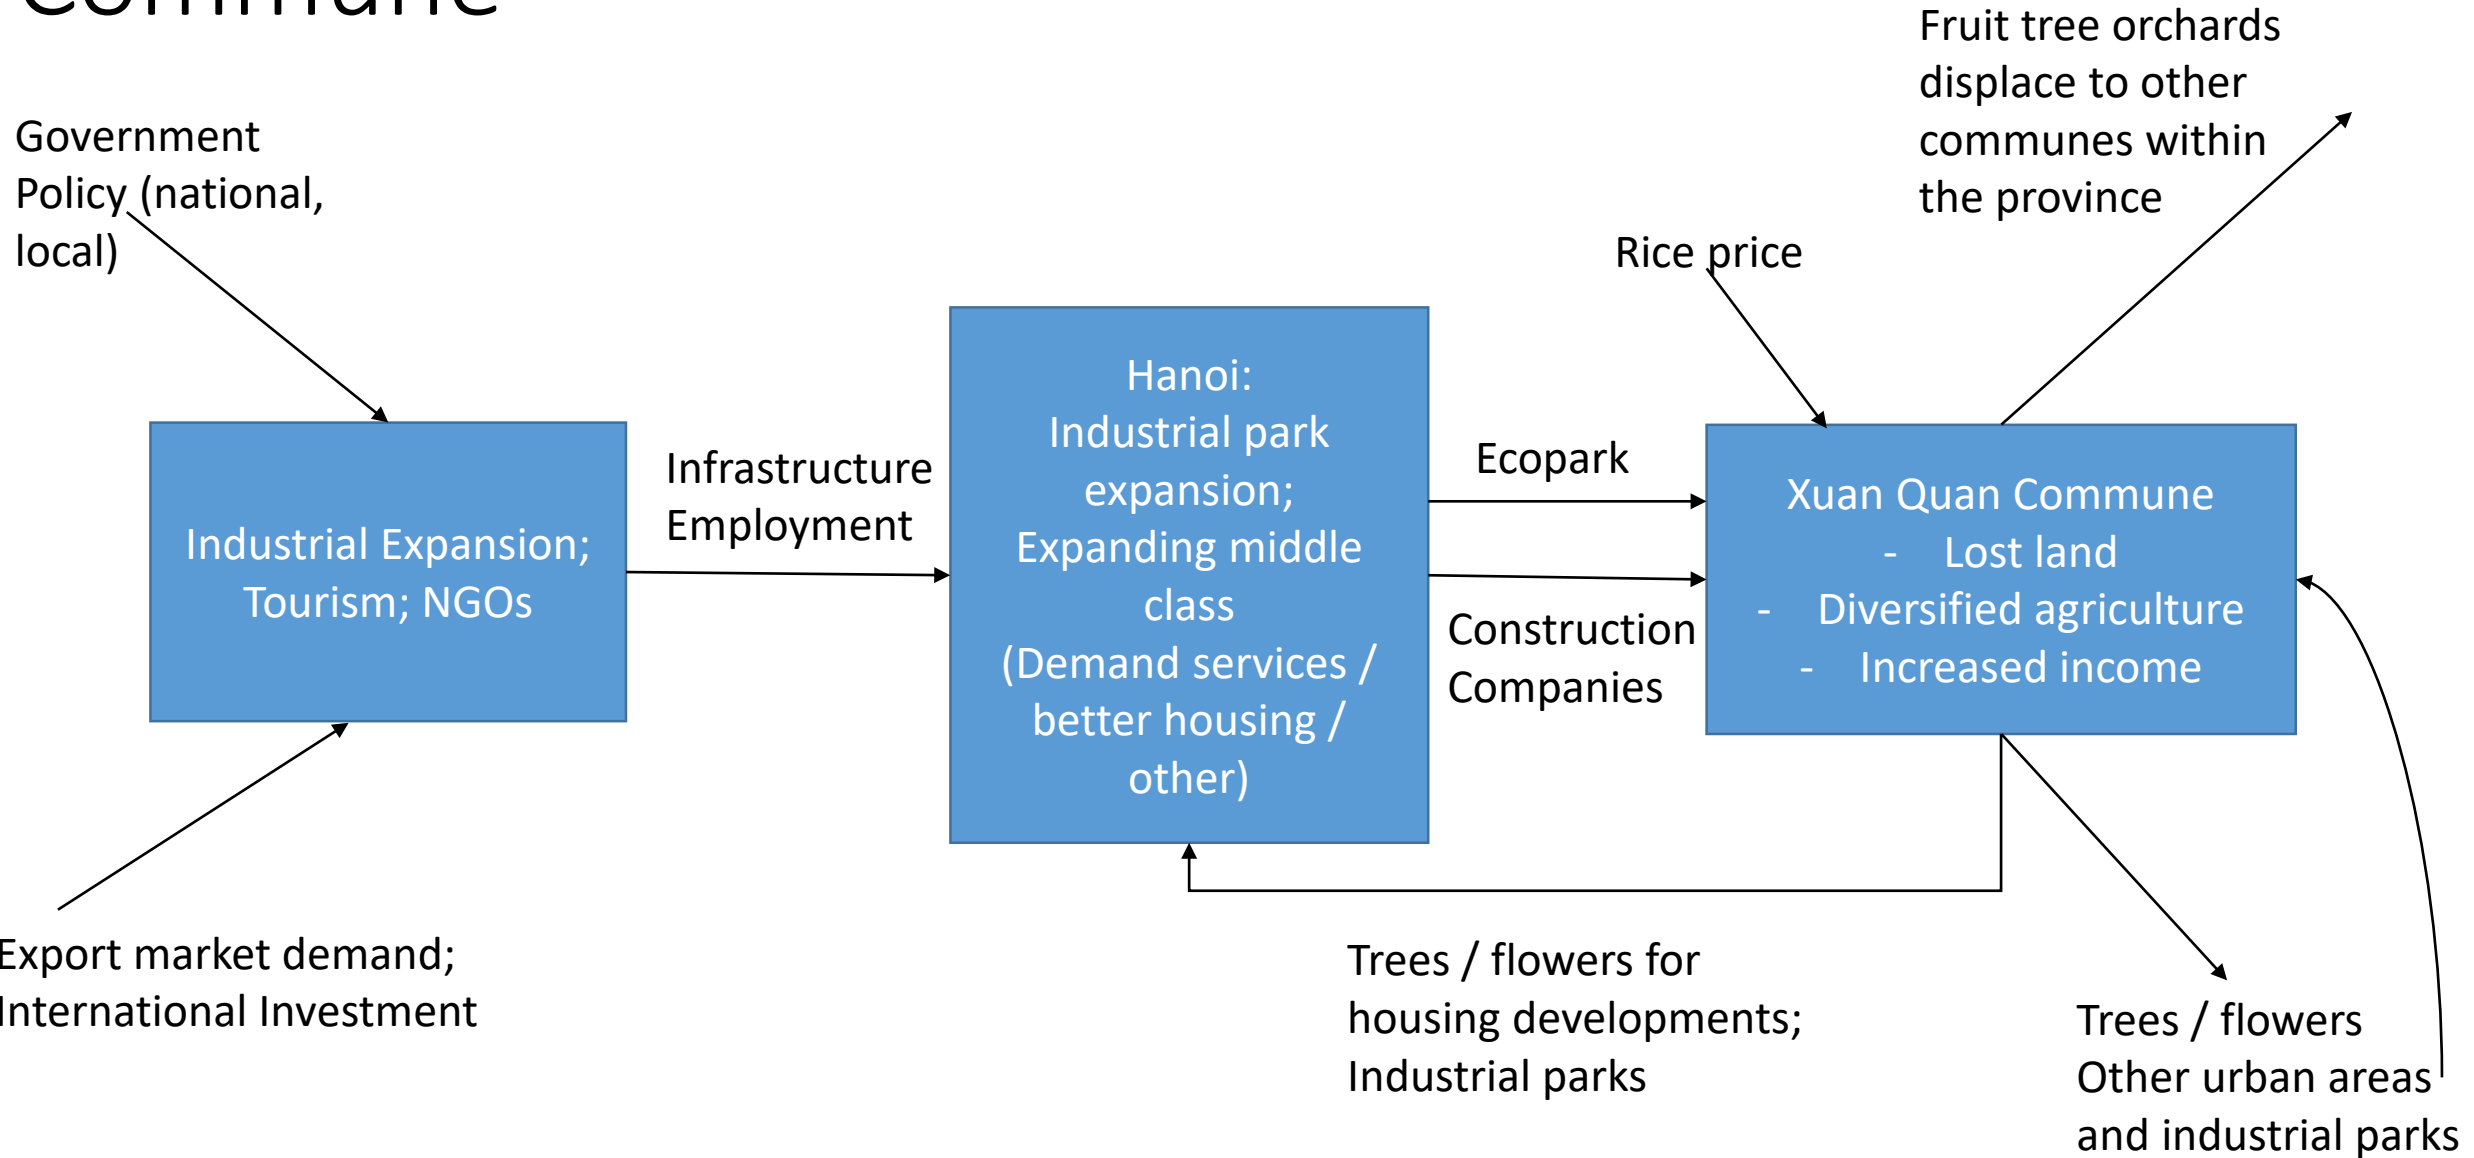 Commune
Government
Policy (national,
local)
Fruit tree orchards
displace to other
communes within
the province
Rice price
Industrial Expansion;
Tourism; NGOs
Infrastructure
Employment
Hanoi:
Industrial park
expansion;
Expanding middle
class
(Demand services /
better housing /
other)
Ecopark
Construction
Companies
Xuan Quan Commune
- Lost land
- Diversified agriculture
- Increased income
Export market demand;
International Investment
Trees / flowers for
housing developments;
Industrial parks
Trees / flowers
Other urban areas
and industrial parks